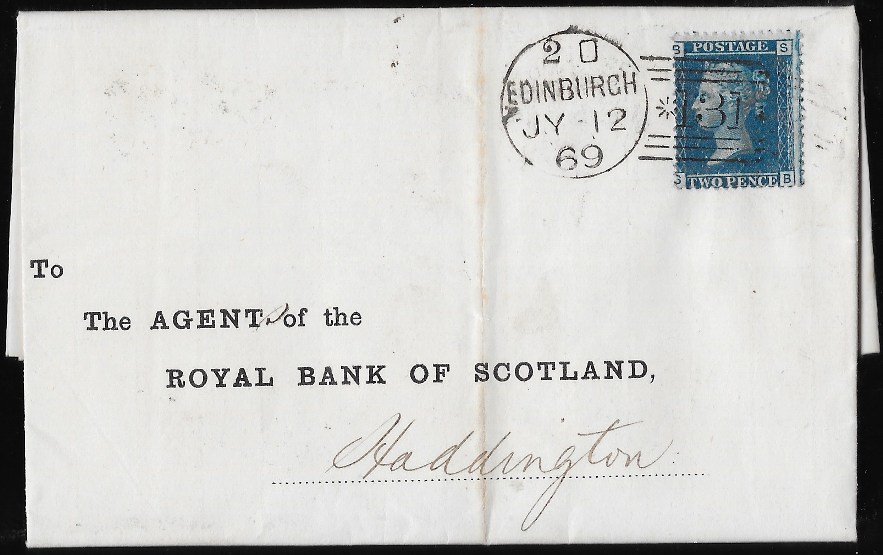 2 0
EDINBURGH
JY 12
69
131
B POSTAGE S
S TWO PENCE B
To
The AGENTs of the
ROYAL BANK OF SCOTLAND,
Haddington